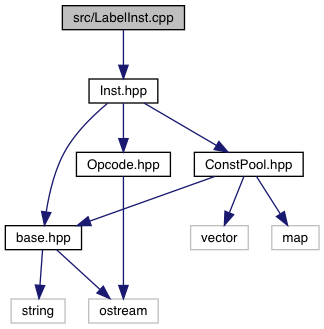 src/LabelInst.cpp
Inst.hpp
Opcode.hpp
ConstPool.hpp
base.hpp
vector
map
string
ostream